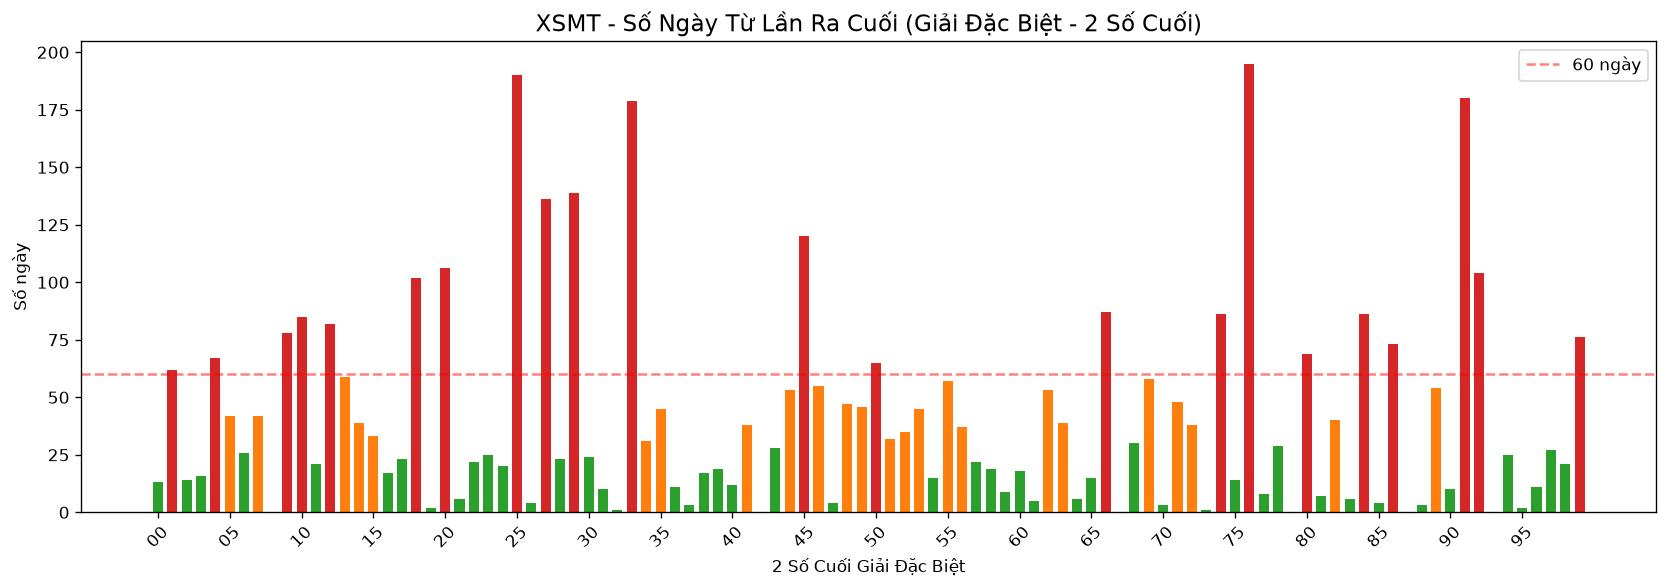 XSMT - Số Ngày Từ Lần Ra Cuối (Giải Đặc Biệt - 2 Số Cuối)
60 ngày
Số ngày
200
175
150
125
100
75
50
25
0
00 05 10 15 20 25 30 35 40 45 50 55 60 65 70 75 80 85 90 95
2 Số Cuối Giải Đặc Biệt